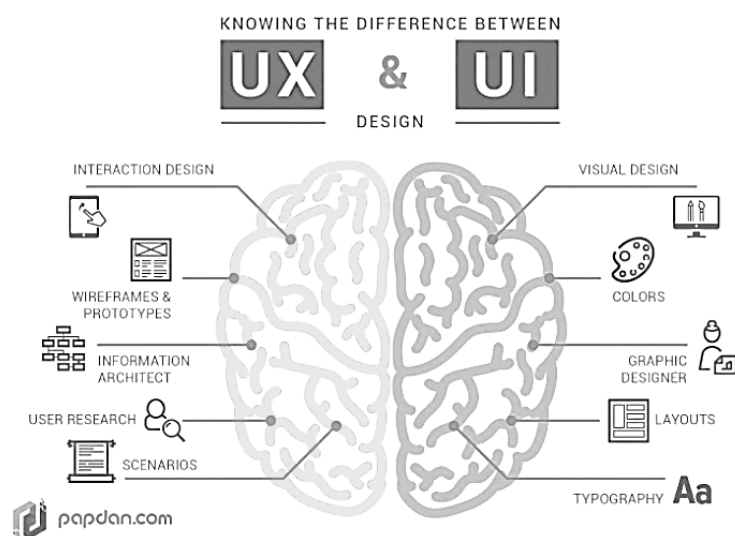 KNOWING THE DIFFERENCE BETWEEN
UX & UI
DESIGN
INTERACTION DESIGN
WIREFRAMES &
PROTOTYPES
INFORMATION
ARCHITECT
USER RESEARCH
SCENARIOS
VISUAL DESIGN
COLORS
GRAPHIC
DESIGNER
LAYOUTS
TYPOGRAPHY Aa
papdan.com